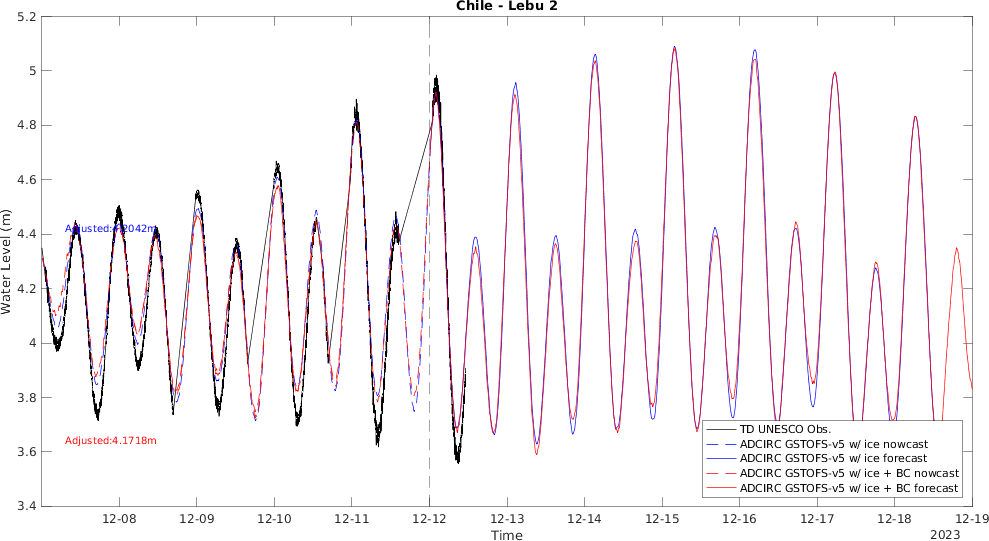 Chile - Lebu 2
5.2
5
4.8
4.6
4.4
4.2
4
3.8
3.6
3.4
Water Level (m)
Adjusted:4.2042m
Adjusted:4.1718m
TD UNESCO Obs.
ADCIRC GSTOFS-v5 w/ ice nowcast
ADCIRC GSTOFS-v5 w/ ice forecast
ADCIRC GSTOFS-v5 w/ ice + BC nowcast
ADCIRC GSTOFS-v5 w/ ice + BC forecast
12-08 12-09 12-10 12-11 12-12 12-13 12-14 12-15 12-16 12-17 12-18 12-19
Time
2023